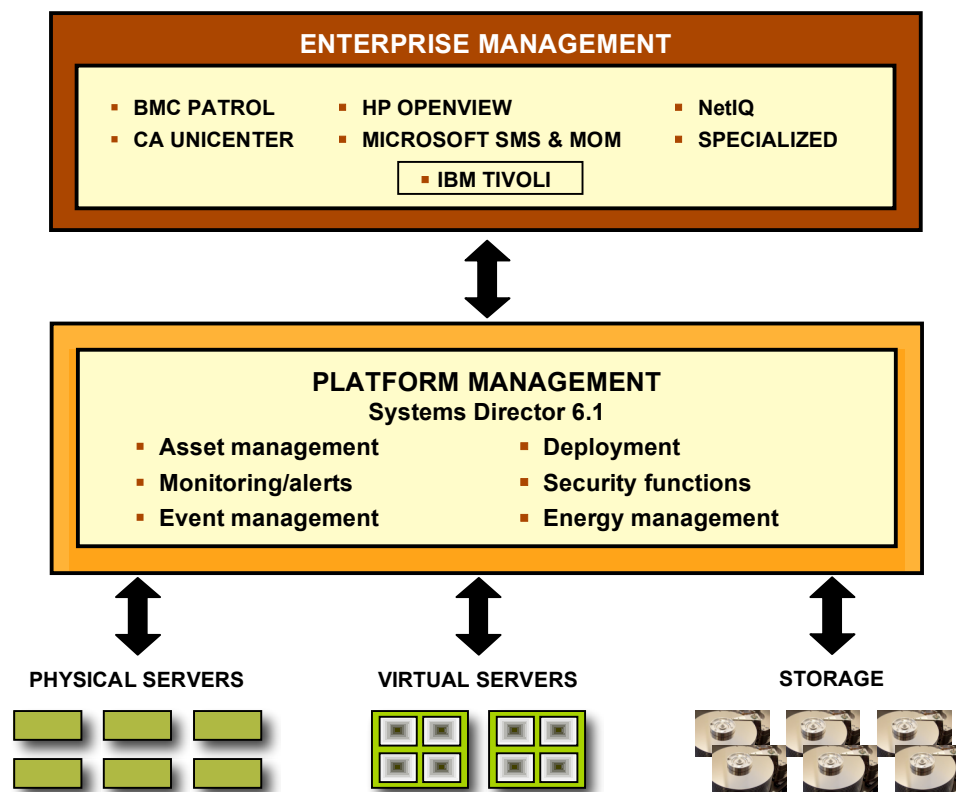 ENTERPRISE MANAGEMENT
▪ BMC PATROL ▪ HP OPENVIEW ▪ NetIQ
▪ CA UNICENTER ▪ MICROSOFT SMS & MOM ▪ SPECIALIZED
▪ IBM TIVOLI
PLATFORM MANAGEMENT
Systems Director 6.1
▪ Asset management ▪ Deployment
▪ Monitoring/alerts ▪ Security functions
▪ Event management ▪ Energy management
PHYSICAL SERVERS VIRTUAL SERVERS STORAGE